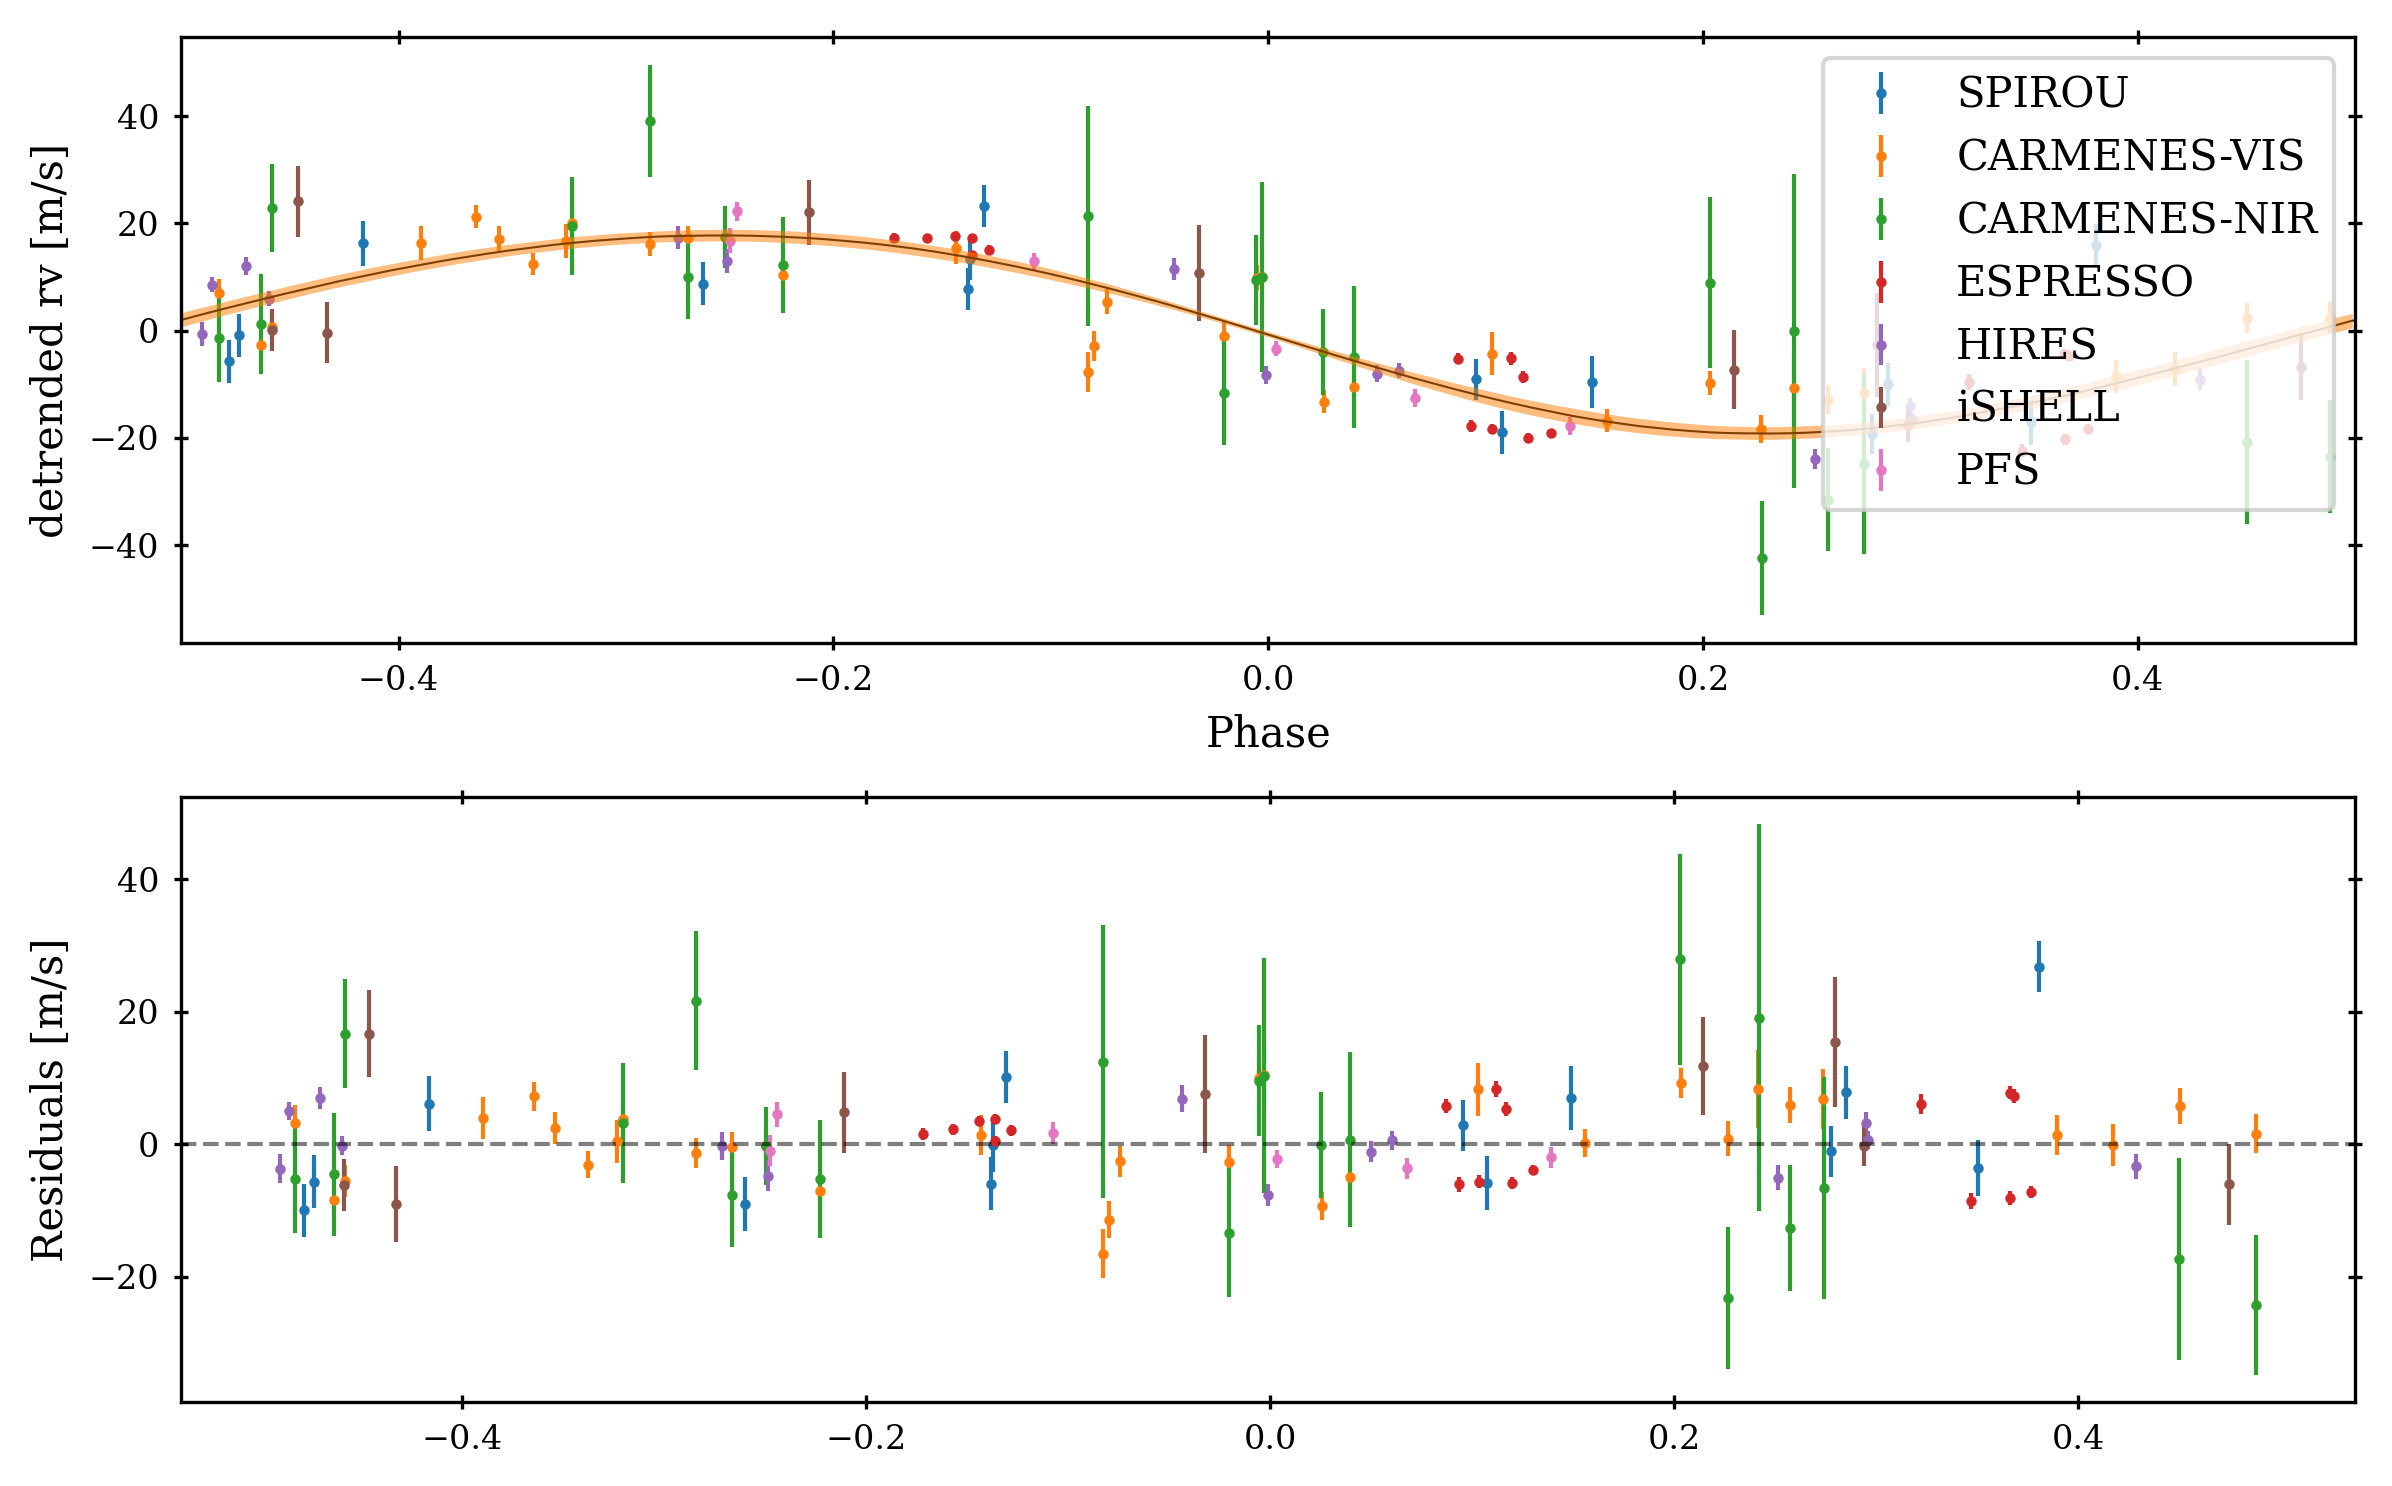 detrended rv [m/s]
40
20
0
−20
−40
SPIROU
CARMENES-VIS
CARMENES-NIR
ESPRESSO
HIRES
iSHELL
PFS
−0.4 −0.2 0.0 0.2 0.4
Phase
Residuals [m/s]
40
20
0
−20
−0.4 −0.2 0.0 0.2 0.4